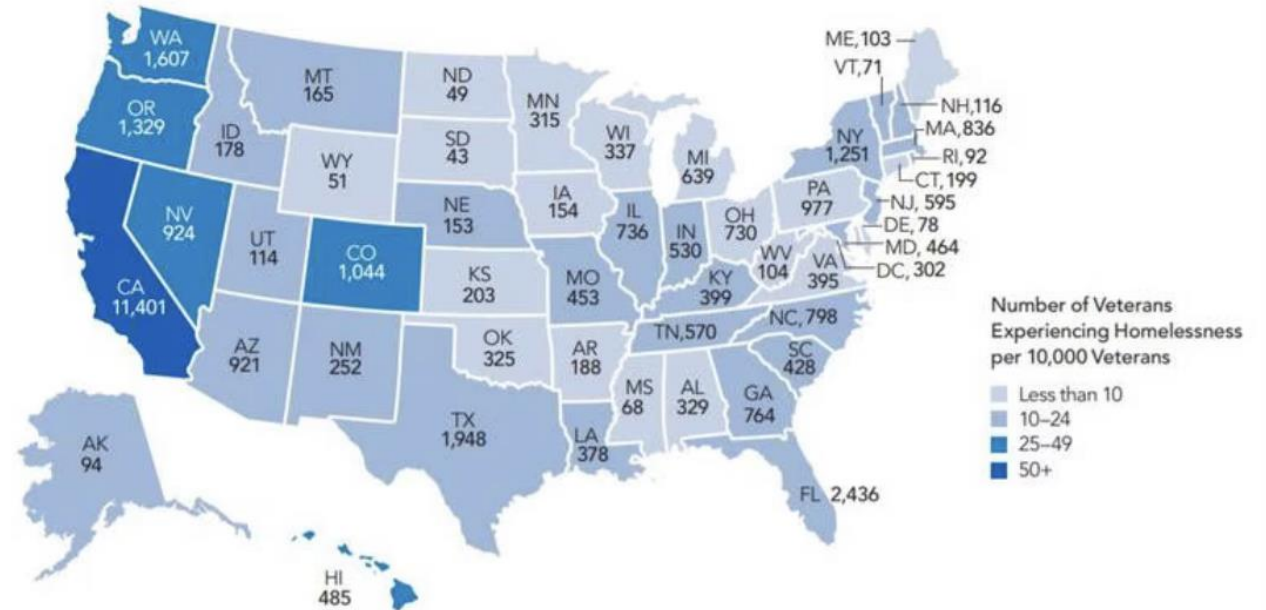 WA
1,607
OR
1,329
CA
11,401
NV
924
ID
178
MT
165
WY
51
UT
114
CO
1,044
AZ
921
NM
252
ND
49
SD
43
NE
153
KS
203
OK
325
TX
1,948
MN
315
IA
154
MO
453
AR
188
LA
378
WI
337
IL
736
MI
639
IN
530
OH
730
KY
399
TN,570
MS
68
AL
329
GA
764
FL 2,436
SC
428
NC, 798
VA
395
WV
104
PA
977
NY
1,251
ME,103
VT,71
NH,116
MA,836
RI, 92
CT, 199
NJ, 595
DE, 78
MD, 464
DC, 302
AK
94
HI
485
Number of Veterans
Experiencing Homelessness
per 10,000 Veterans
Less than 10
10–24
25–49
50+